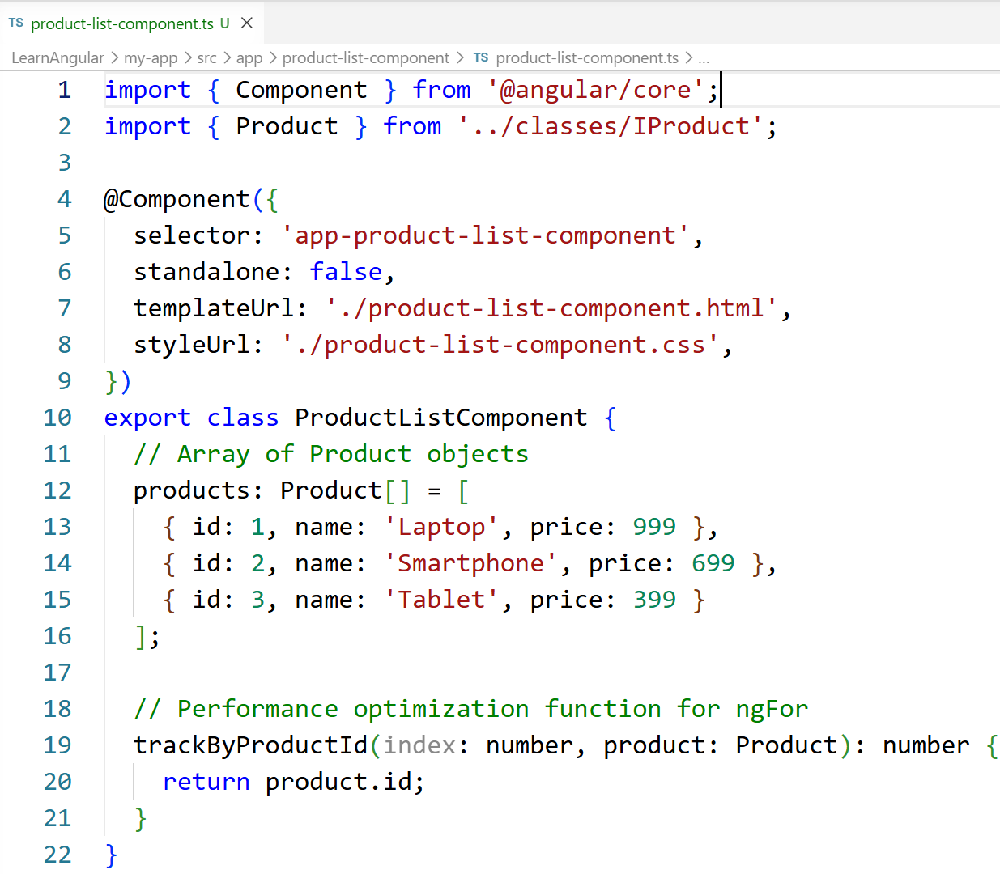 TS product-list-component.ts U ×
LearnAngular > my-app > src > app > product-list-component > TS product-list-component.ts > ...
1 import { Component } from '@angular/core';
2 import { Product } from '../classes/IProduct';
3
4 @Component({
5   selector: 'app-product-list-component',
6   standalone: false,
7   templateUrl: './product-list-component.html',
8   styleUrl: './product-list-component.css',
9 })
10 export class ProductListComponent {
11   // Array of Product objects
12   products: Product[] = [
13     { id: 1, name: 'Laptop', price: 999 },
14     { id: 2, name: 'Smartphone', price: 699 },
15     { id: 3, name: 'Tablet', price: 399 }
16   ];
17
18   // Performance optimization function for ngFor
19   trackByProductId(index: number, product: Product): number {
20     return product.id;
21   }
22 }